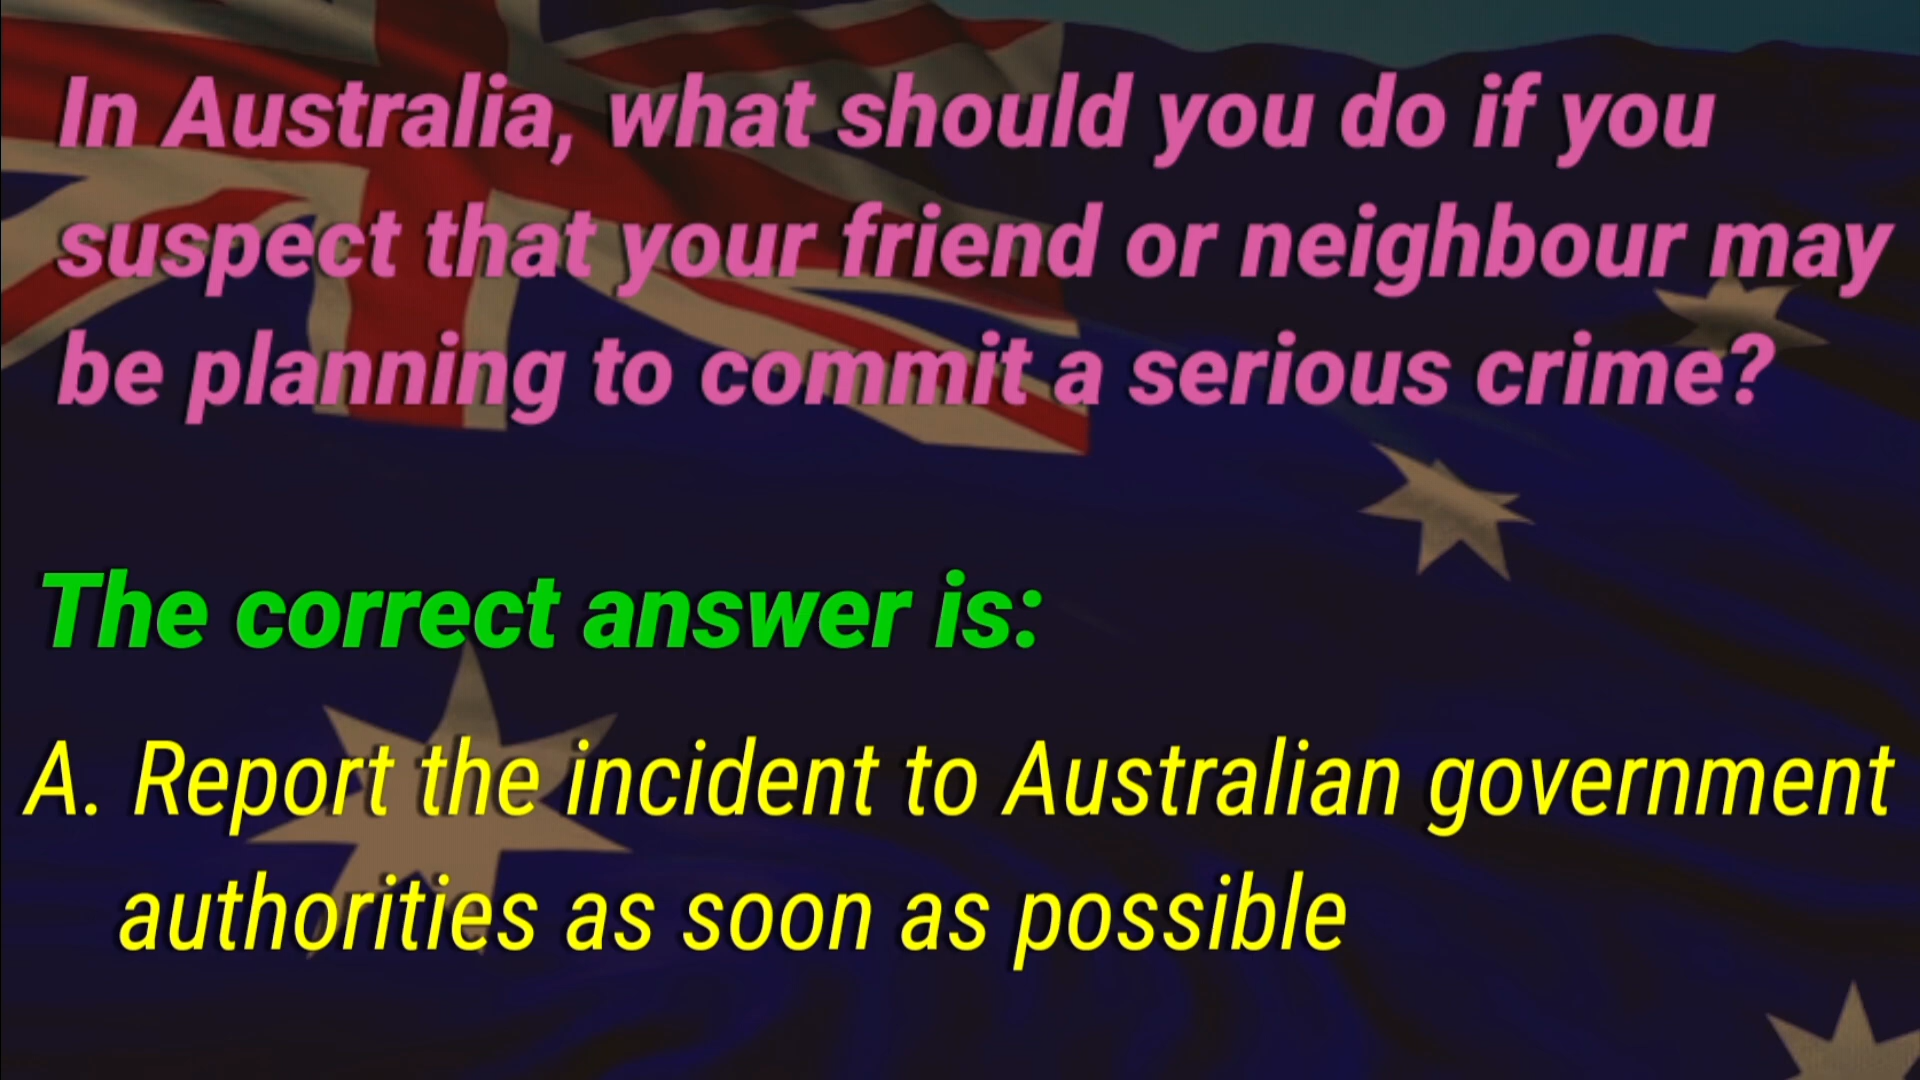 In Australia, what should you do if you
suspect that your friend or neighbour may
be planning to commit a serious crime?
The correct answer is:
A. Report the incident to Australian government
authorities as soon as possible